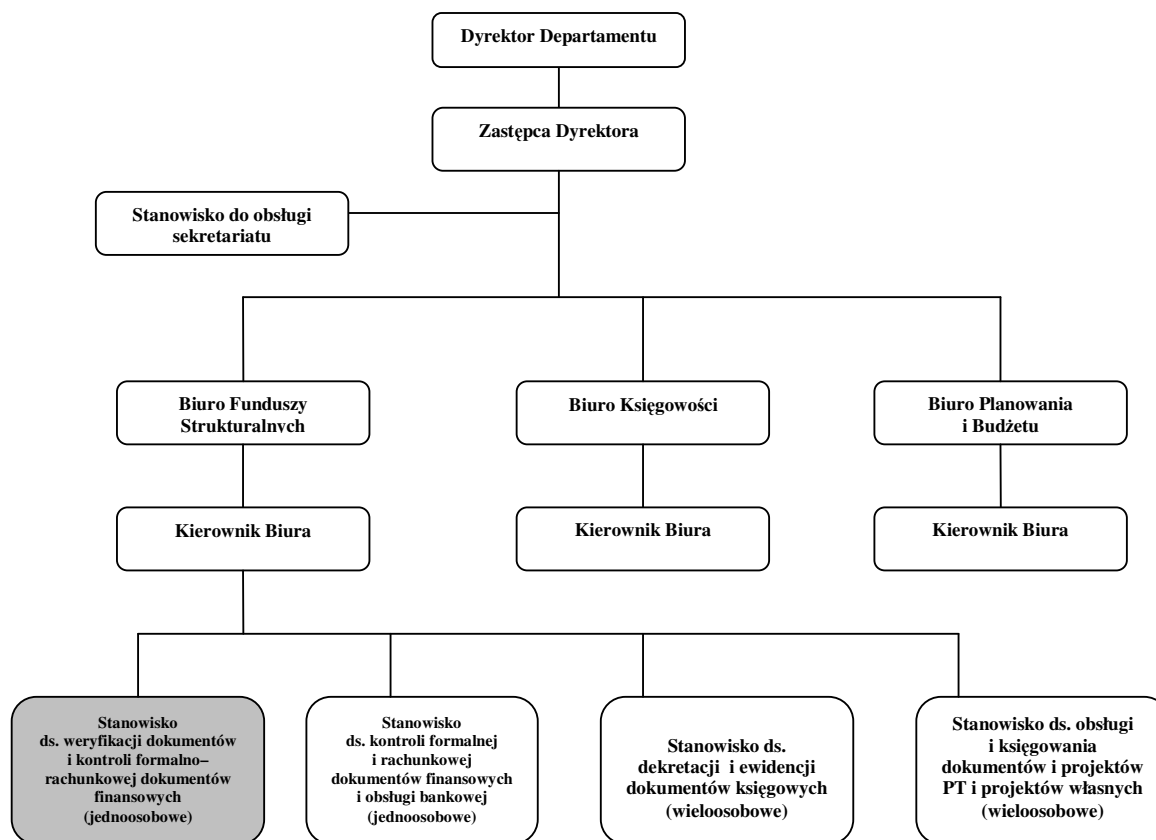 Dyrektor Departamentu
Zastępca Dyrektora
Stanowisko do obsługi
sekretariatu
Biuro Funduszy
Strukturalnych
Biuro Księgowości
Biuro Planowania
i Budżetu
Kierownik Biura
Kierownik Biura
Kierownik Biura
Stanowisko
ds. weryfikacji dokumentów
i kontroli formalno–
rachunkowej dokumentów
finansowych
(jednoosobowe)
Stanowisko
ds. kontroli formalnej
i rachunkowej
dokumentów finansowych
i obsługi bankowej
(jednoosobowe)
Stanowisko ds.
dekretacji i ewidencji
dokumentów księgowych
(wieloosobowe)
Stanowisko ds. obsługi
i księgowania
dokumentów i projektów
PT i projektów własnych
(wieloosobowe)